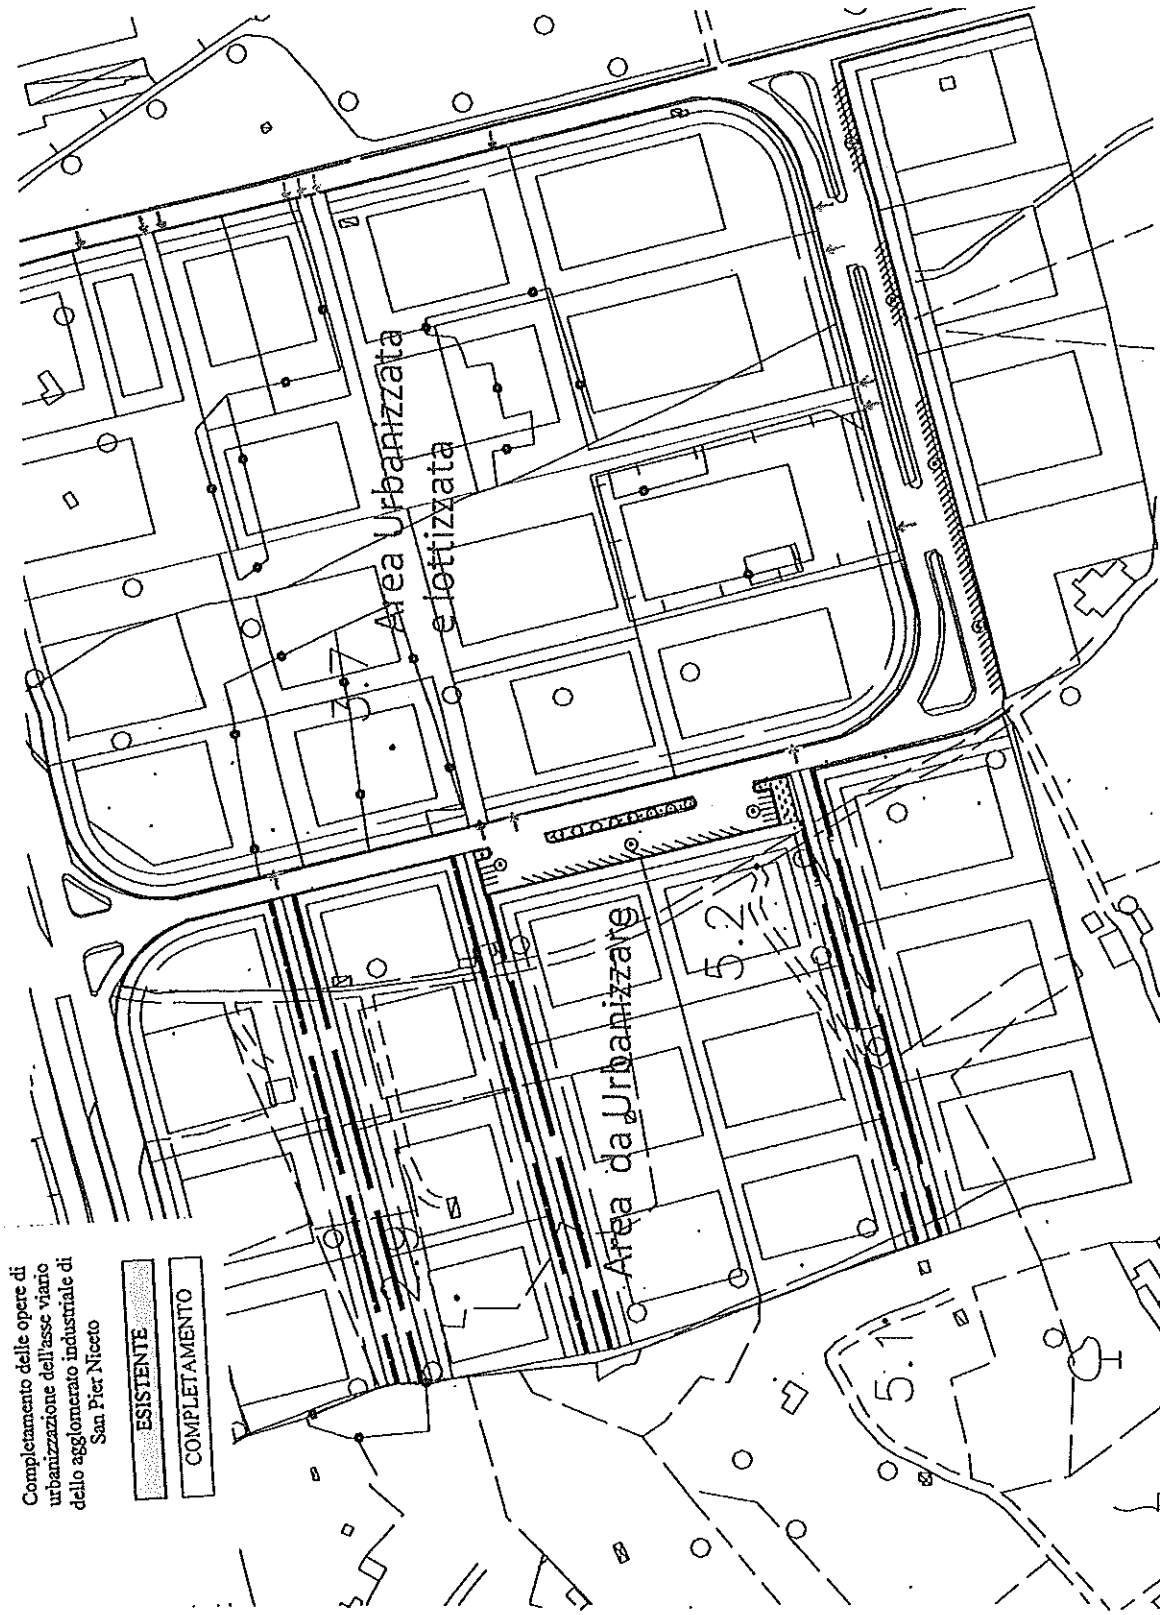 Completamento delle opere di
urbanizzazione dell'asse viario
dello agglomerato industriale di
San Pier Niceto
ESISTENTE
COMPLETAMENTO
Area Urbanizzata
e lottizzata
3.7
Area da Urbanizzare
5.2
5.1